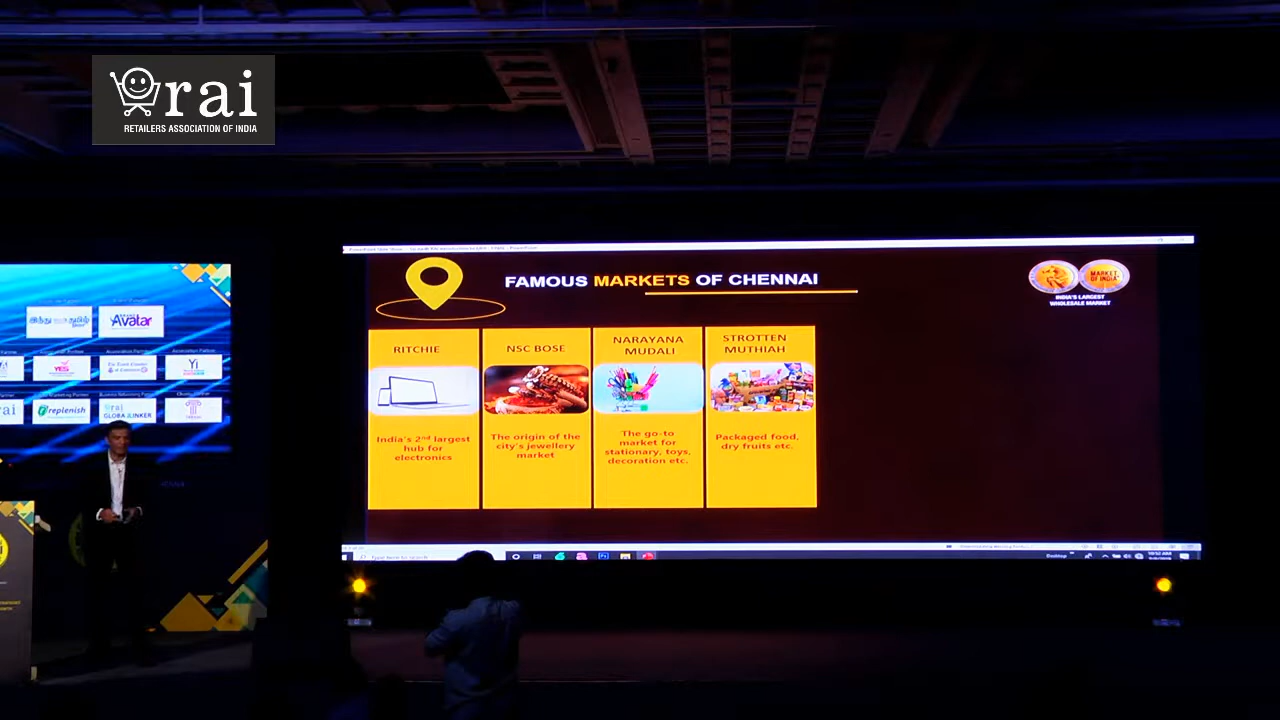 rai
RETAILERS ASSOCIATION OF INDIA
FAMOUS MARKETS OF CHENNAI
MARKET
OF INDIA
INDIA'S LARGEST
WHOLESALE MARKET
RITCHIE
India's 2nd largest
hub for
electronics
NSC BOSE
The origin of the
city's jewellery
market
NARAYANA
MUDALI
The go-to
market for
stationary, toys,
decoration etc.
STROTTEN
MUTHIAH
Packaged food,
dry fruits etc.
இந்து தமிழ்
Avatar
YES
Yi
rai
replenish
rai
GLOBAL LINKER